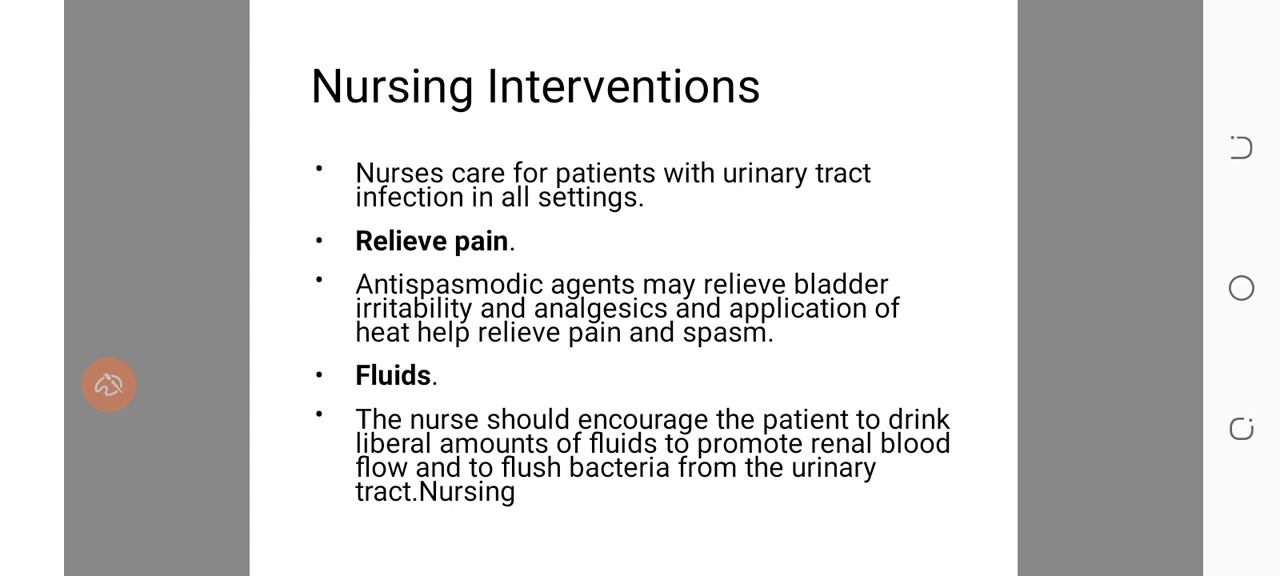 Nursing Interventions
• Nurses care for patients with urinary tract
infection in all settings.
• Relieve pain.
• Antispasmodic agents may relieve bladder
irritability and analgesics and application of
heat help relieve pain and spasm.
• Fluids.
• The nurse should encourage the patient to drink
liberal amounts of fluids to promote renal blood
flow and to flush bacteria from the urinary
tract.Nursing